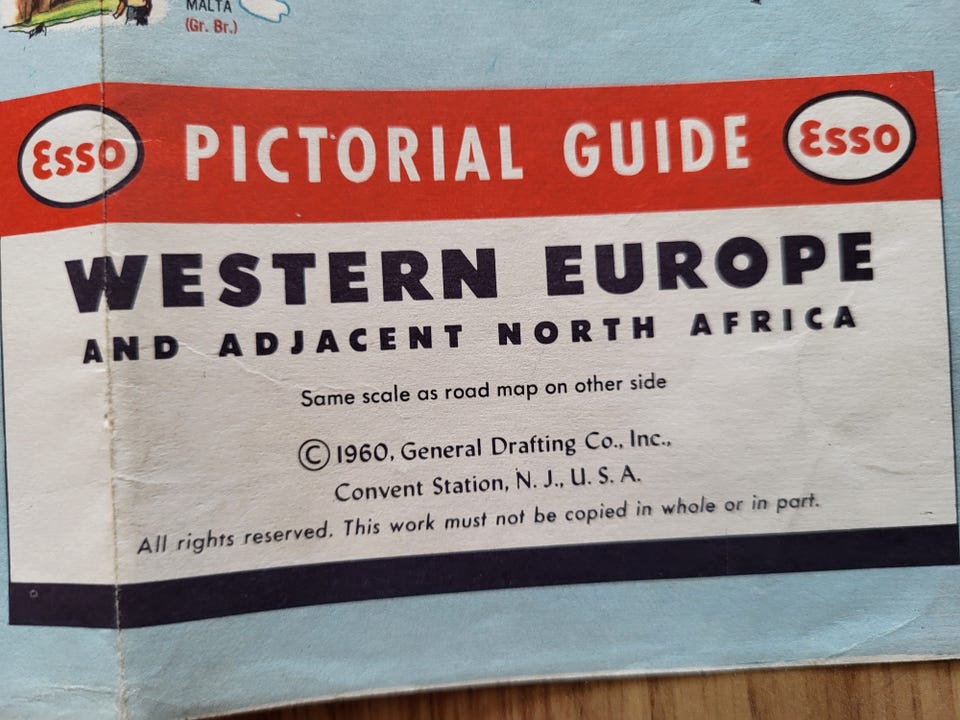 MALTA
(Gr. Br.)
Esso PICTORIAL GUIDE Esso
WESTERN EUROPE
AND ADJACENT NORTH AFRICA
Same scale as road map on other side
© 1960, General Drafting Co., Inc.,
Convent Station, N. J., U. S. A.
All rights reserved. This work must not be copied in whole or in part.